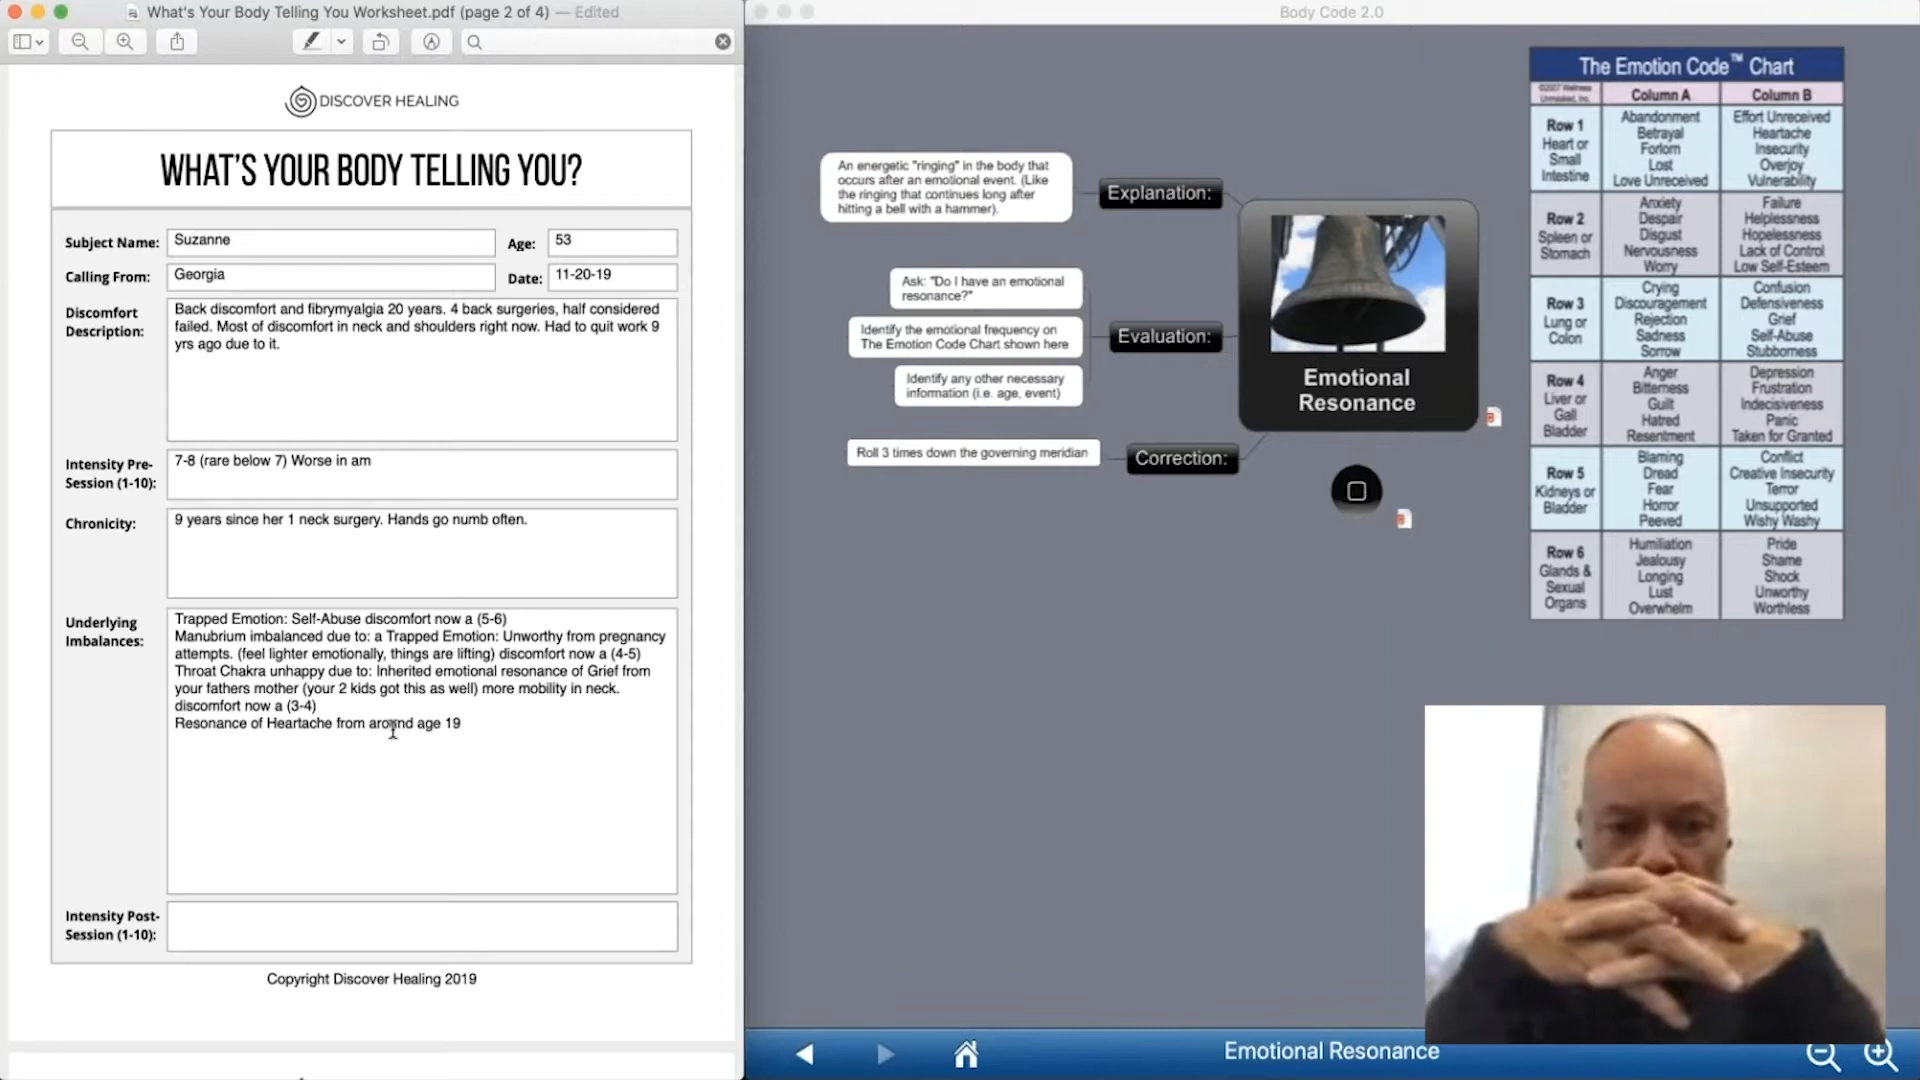 What's Your Body Telling You Worksheet.pdf (page 2 of 4) — Edited
DISCOVER HEALING
WHAT'S YOUR BODY TELLING YOU?
Subject Name: Suzanne Age: 53
Calling From: Georgia Date: 11-20-19
Discomfort Description:
Back discomfort and fibrymyalgia 20 years. 4 back surgeries, half considered
failed. Most of discomfort in neck and shoulders right now. Had to quit work 9
yrs ago due to it.
Intensity Pre-Session (1-10):
7-8 (rare below 7) Worse in am
Chronicity:
9 years since her 1 neck surgery. Hands go numb often.
Underlying Imbalances:
Trapped Emotion: Self-Abuse discomfort now a (5-6)
Manubrium imbalanced due to: a Trapped Emotion: Unworthy from pregnancy
attempts. (feel lighter emotionally, things are lifting) discomfort now a (4-5)
Throat Chakra unhappy due to: Inherited emotional resonance of Grief from
your fathers mother (your 2 kids got this as well) more mobility in neck.
discomfort now a (3-4)
Resonance of Heartache from around age 19
Intensity Post-Session (1-10):
Copyright Discover Healing 2019
Body Code 2.0
An energetic "ringing" in the body that
occurs after an emotional event. (Like
the ringing that continues long after
hitting a bell with a hammer).
Explanation:
Ask: "Do I have an emotional
resonance?"
Identify the emotional frequency on
The Emotion Code Chart shown here
Identify any other necessary
information (i.e. age, event)
Evaluation:
Roll 3 times down the governing meridian
Correction:
Emotional
Resonance
The Emotion Code™ Chart
©2007 Wellness
Unmasked, Inc.
Column A
Column B
Row 1
Heart or
Small
Intestine
Abandonment
Betrayal
Forlorn
Lost
Love Unreceived
Effort Unreceived
Heartache
Insecurity
Overjoy
Vulnerability
Row 2
Spleen or
Stomach
Anxiety
Despair
Disgust
Nervousness
Worry
Failure
Helplessness
Hopelessness
Lack of Control
Low Self-Esteem
Row 3
Lung or
Colon
Crying
Discouragement
Rejection
Sadness
Sorrow
Confusion
Defensiveness
Grief
Self-Abuse
Stubborness
Row 4
Liver or
Gall
Bladder
Anger
Bitterness
Guilt
Hatred
Resentment
Depression
Frustration
Indecisiveness
Panic
Taken for Granted
Row 5
Kidneys or
Bladder
Blaming
Dread
Fear
Horror
Peeved
Conflict
Creative Insecurity
Terror
Unsupported
Wishy Washy
Row 6
Glands &
Sexual
Organs
Humiliation
Jealousy
Longing
Lust
Overwhelm
Pride
Shame
Shock
Unworthy
Worthless
Emotional Resonance